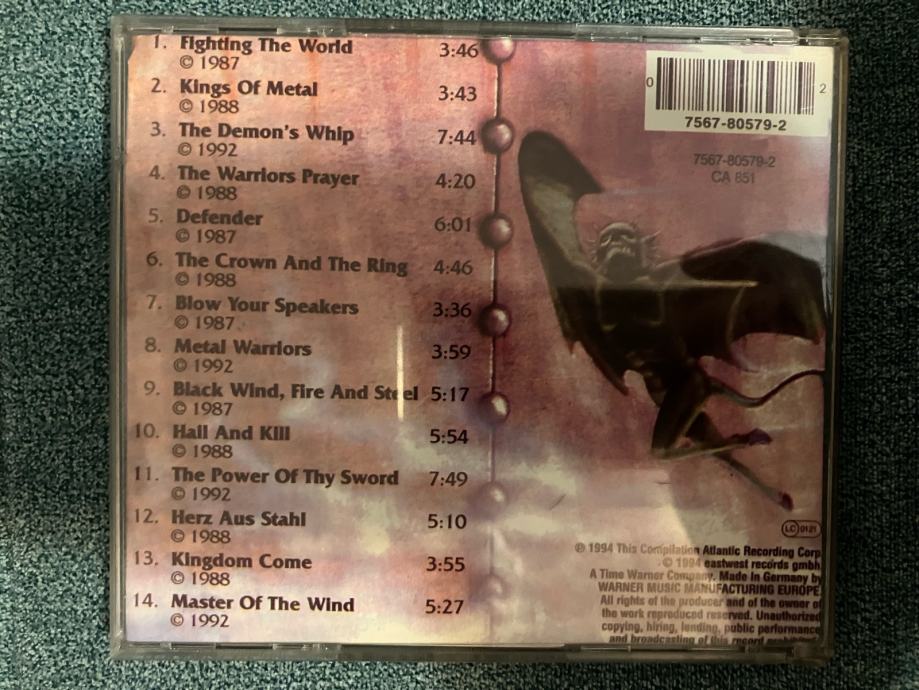 1. Fighting The World 3:46
© 1987
2. Kings Of Metal 3:43
© 1988
3. The Demon's Whip 7:44
© 1992
4. The Warriors Prayer 4:20
© 1988
5. Defender 6:01
© 1987
6. The Crown And The Ring 4:46
© 1988
7. Blow Your Speakers 3:36
© 1987
8. Metal Warriors 3:59
© 1992
9. Black Wind, Fire And Steel 5:17
© 1987
10. Hail And Kill 5:54
© 1988
11. The Power Of Thy Sword 7:49
© 1992
12. Herz Aus Stahl 5:10
© 1988
13. Kingdom Come 3:55
© 1988
14. Master Of The Wind 5:27
© 1992
0 2
7567-80579-2
7567-80579-2
CA 851
LC 0121
℗ 1994 This Compilation Atlantic Recording Corp
© 1994 eastwest records gmbh
A Time Warner Company. Made In Germany by
WARNER MUSIC MANUFACTURING EUROPE
All rights of the producer and of the owner of
the work reproduced reserved. Unauthorized
copying, hiring, lending, public performance
and broadcasting of this record prohibited